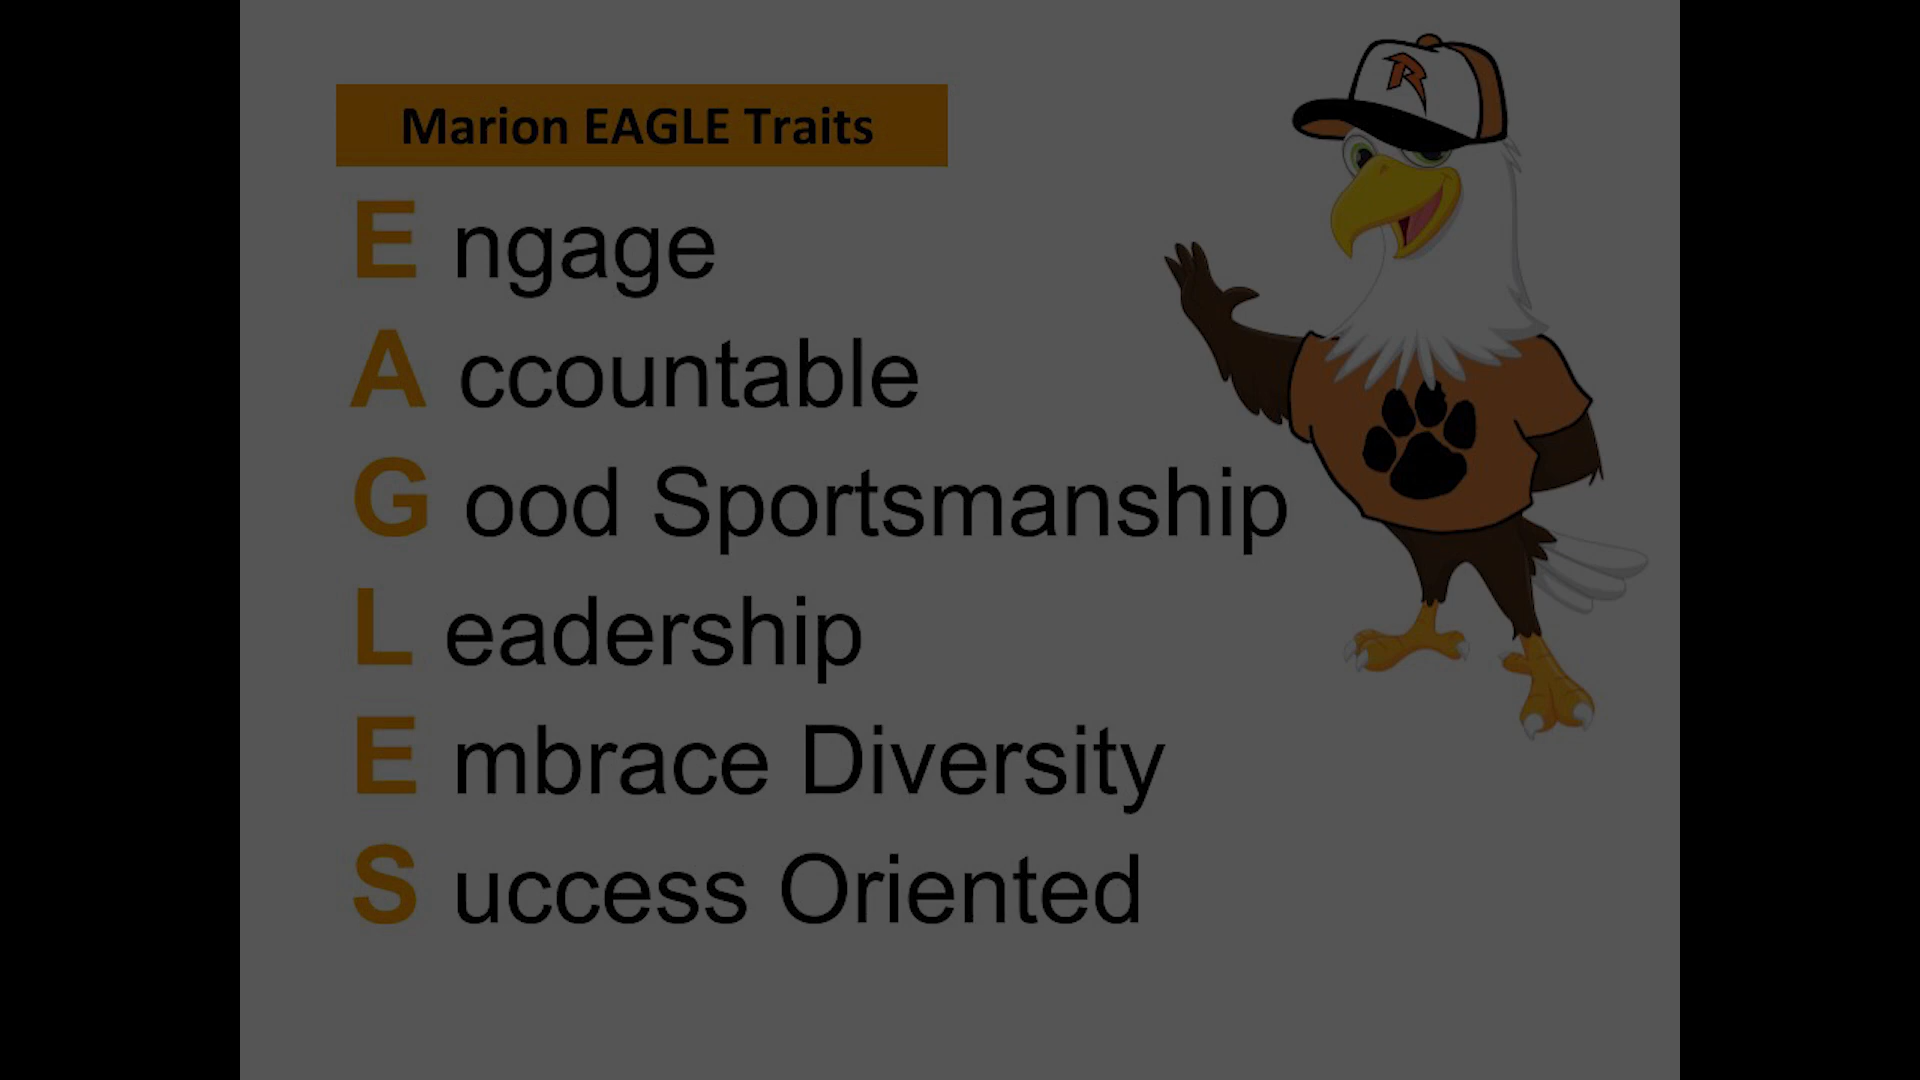 R
Marion EAGLE Traits
E ngage
A ccountable
G ood Sportsmanship
L eadership
E mbrace Diversity
S uccess Oriented